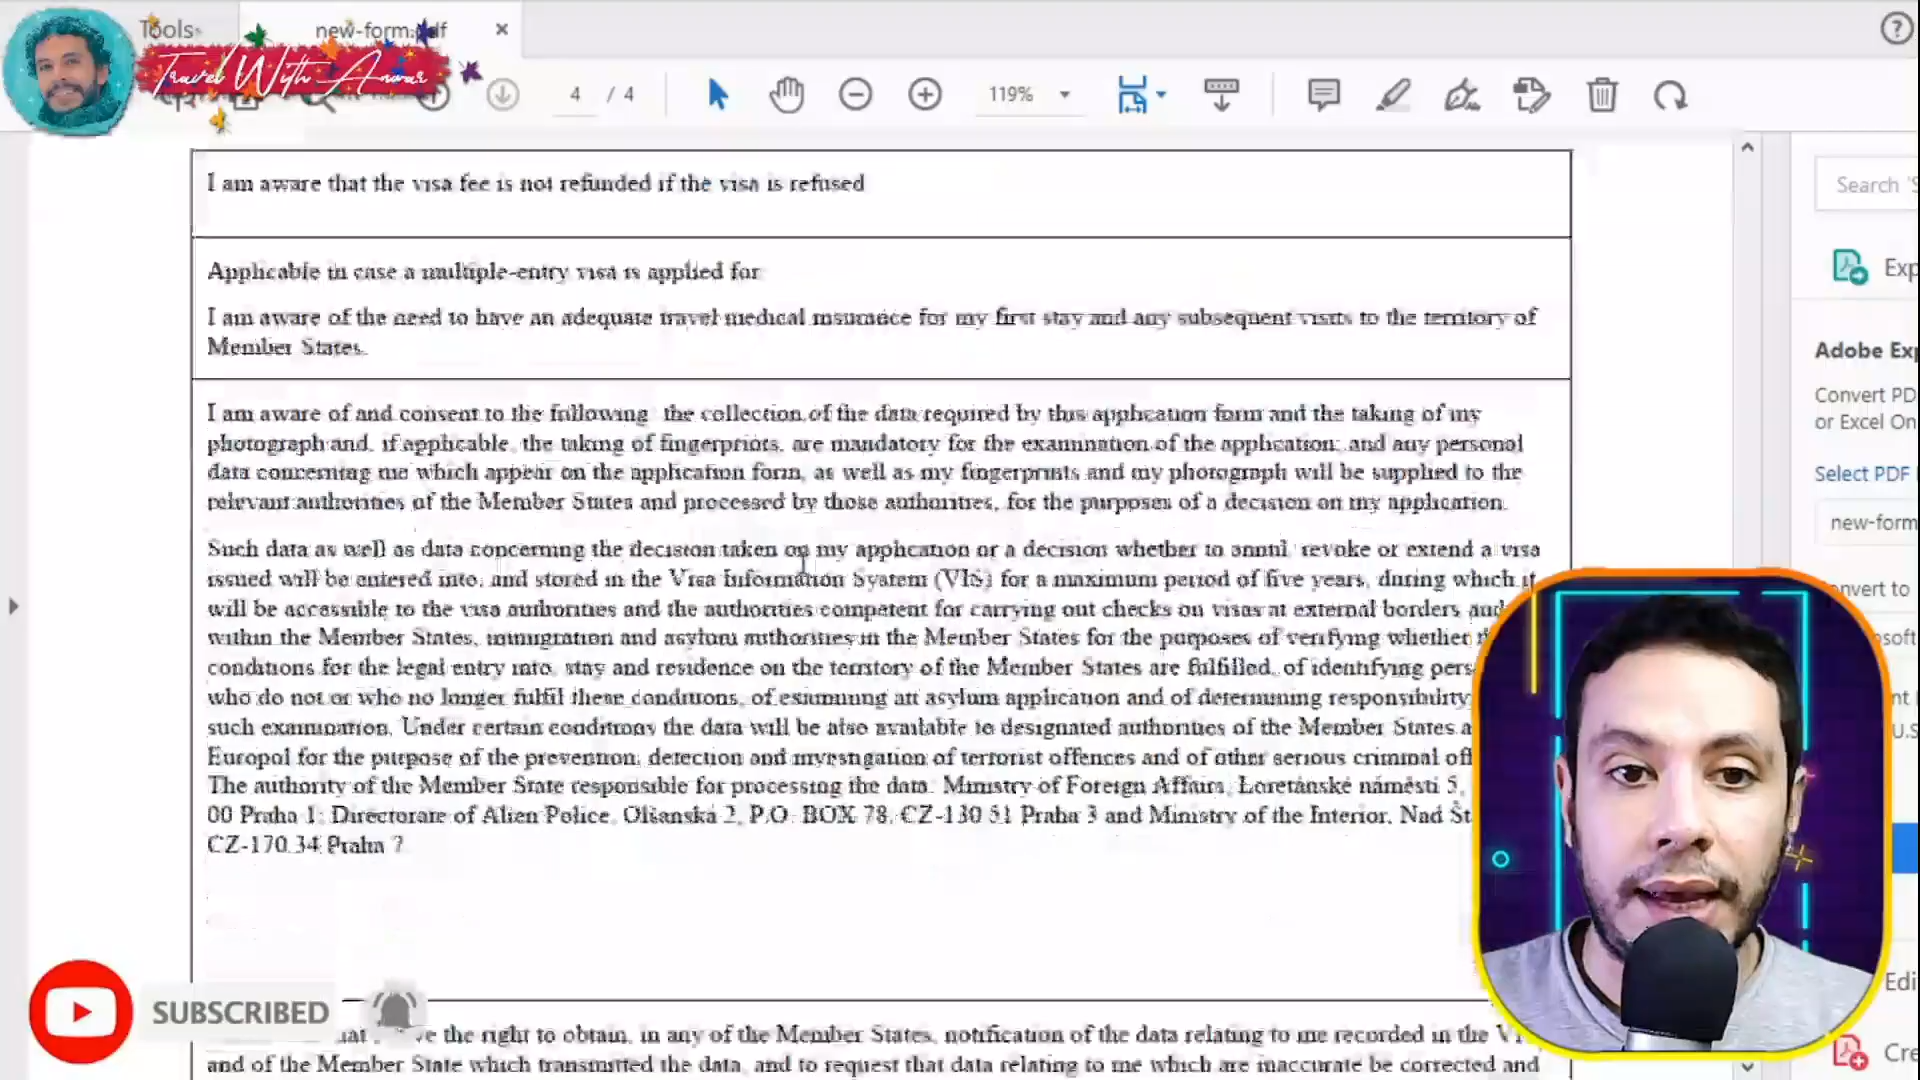 Tools
new-form.pdf
Travel With Anwar
4 / 4
119%
I am aware that the visa fee is not refunded if the visa is refused
Applicable in case a multiple-entry visa is applied for
I am aware of the need to have an adequate travel medical insurance for my first stay and any subsequent visits to the territory of
Member States.
I am aware of and consent to the following the collection of the data required by this application form and the taking of my
photograph and, if applicable, the taking of fingerprints, are mandatory for the examination of the application; and any personal
data concerning me which appear on the application form, as well as my fingerprints and my photograph will be supplied to the
relevant authorities of the Member States and processed by those authorities, for the purposes of a decision on my application.
Such data as well as data concerning the decision taken on my application or a decision whether to annul, revoke or extend a visa
issued will be entered into, and stored in the Visa Information System (VIS) for a maximum period of five years, during which it
will be accessible to the visa authorities and the authorities competent for carrying out checks on visas at external borders and
within the Member States, immigration and asylum authorities in the Member States for the purposes of verifying whether
conditions for the legal entry into, stay and residence on the territory of the Member States are fulfilled, of identifying pers
who do not or who no longer fulfil these conditions, of examining an asylum application and of determining responsibility
such examination. Under certain conditions the data will be also available to designated authorities of the Member States a
Europol for the purpose of the prevention, detection and investigation of terrorist offences and of other serious criminal off
The authority of the Member State responsible for processing the data: Ministry of Foreign Affairs, Loretánské náměstí 5,
00 Praha 1; Directorate of Alien Police, Olšanská 2, P.O. BOX 78, CZ-130 51 Praha 3 and Ministry of the Interior, Nad Št
CZ-170 34 Praha 7
the right to obtain, in any of the Member States, notification of the data relating to me recorded in the V
and of the Member State which transmitted the data, and to request that data relating to me which are inaccurate be corrected and
SUBSCRIBED
Search 'S
Exp
Adobe Exp
Convert PD
or Excel On
Select PDF
new-form
onvert to
osoft
nt
U.S
Edi
Cre